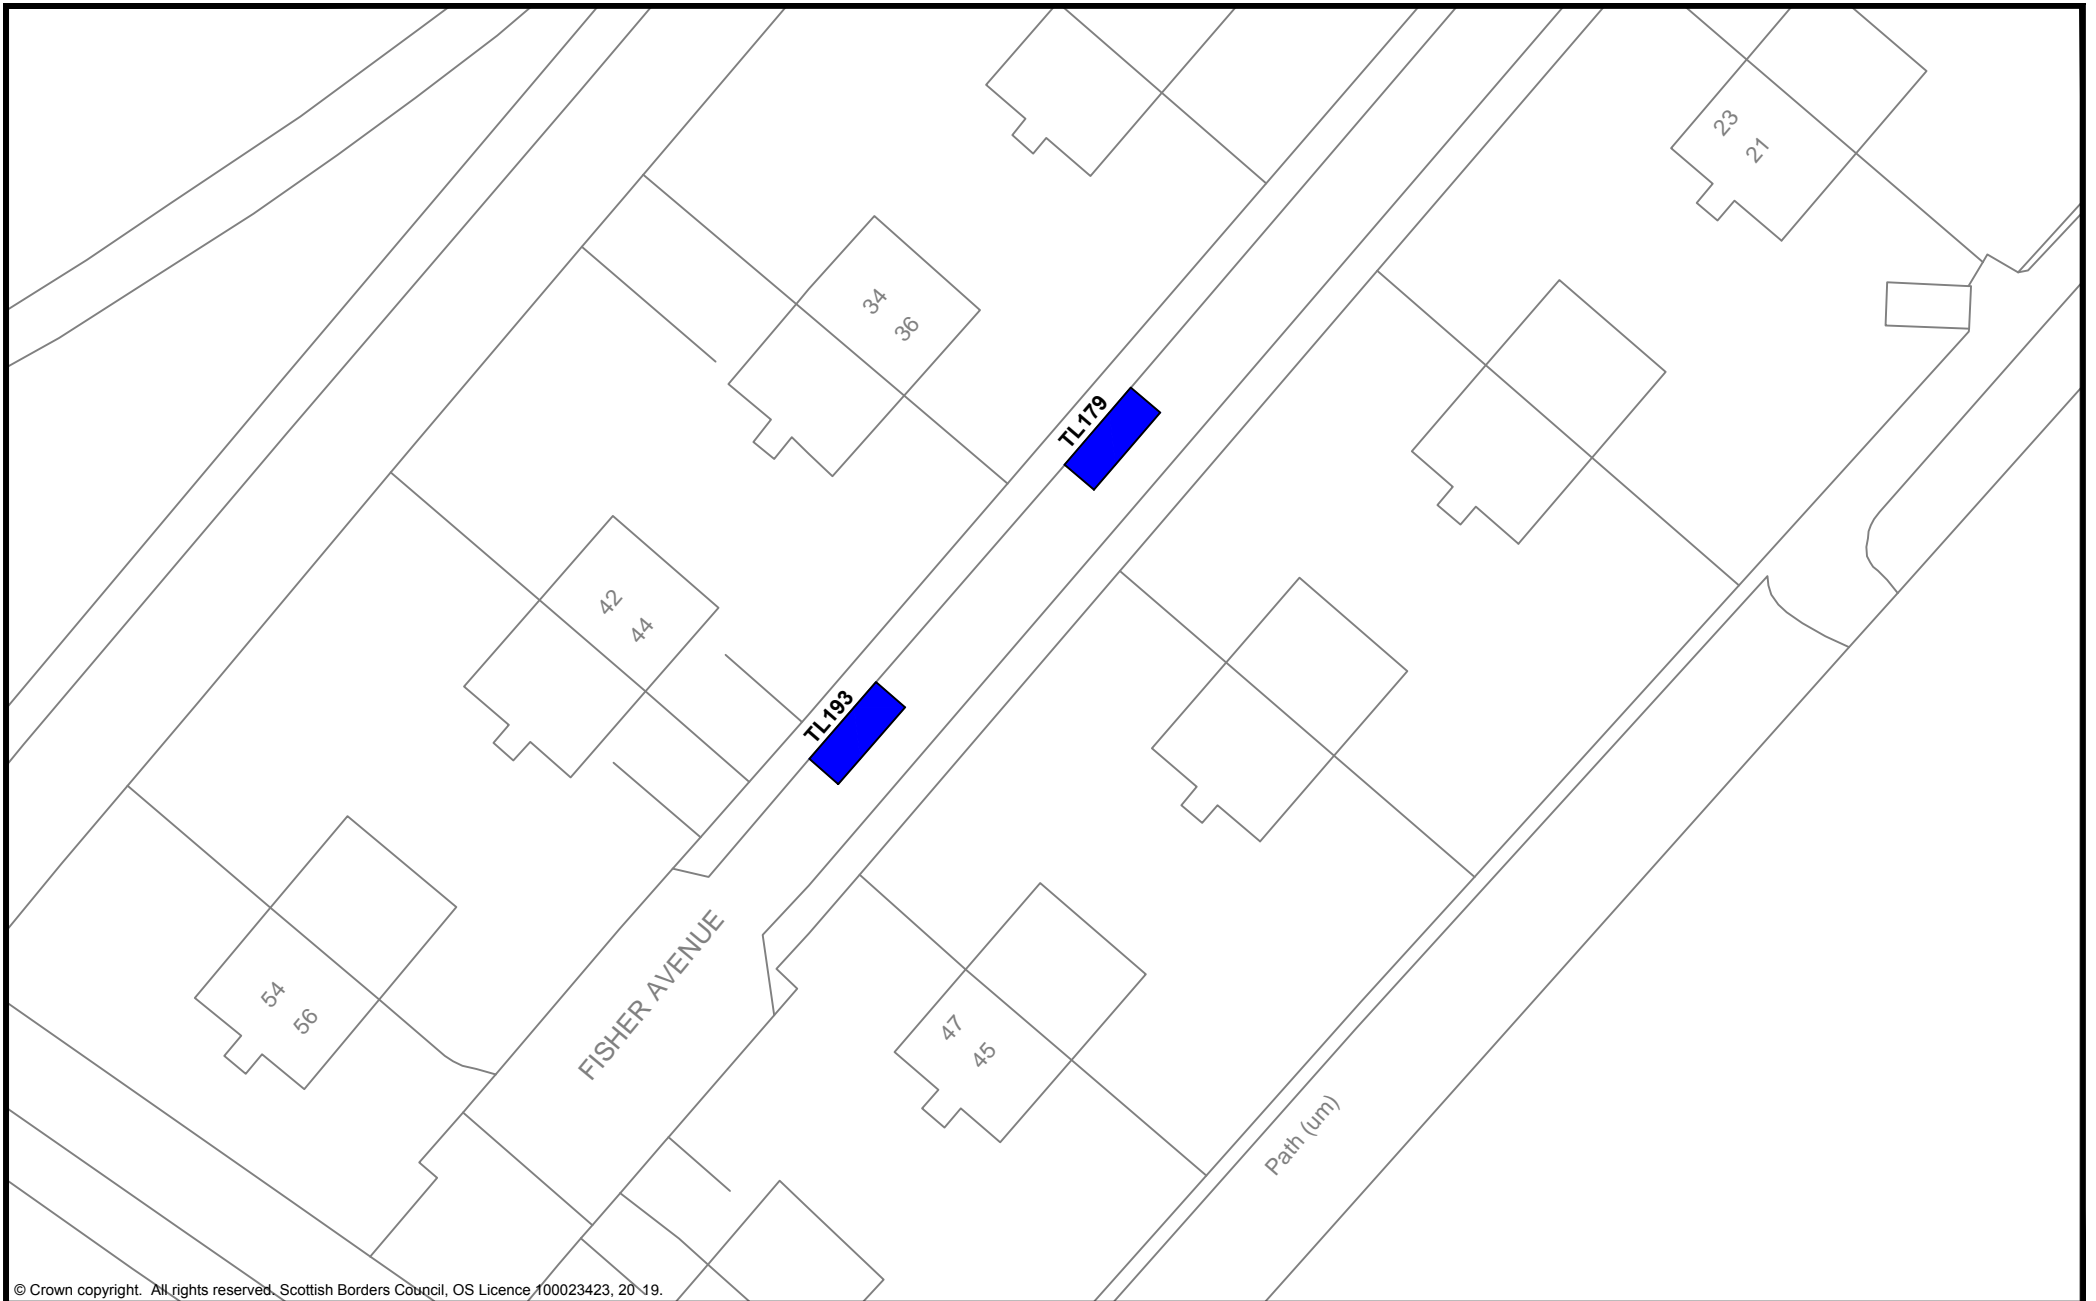 23
21
34
36
TL179
42
44
TL193
FISHER AVENUE
54
56
47
45
Path (um)
© Crown copyright. All rights reserved. Scottish Borders Council, OS Licence 100023423, 20 19.